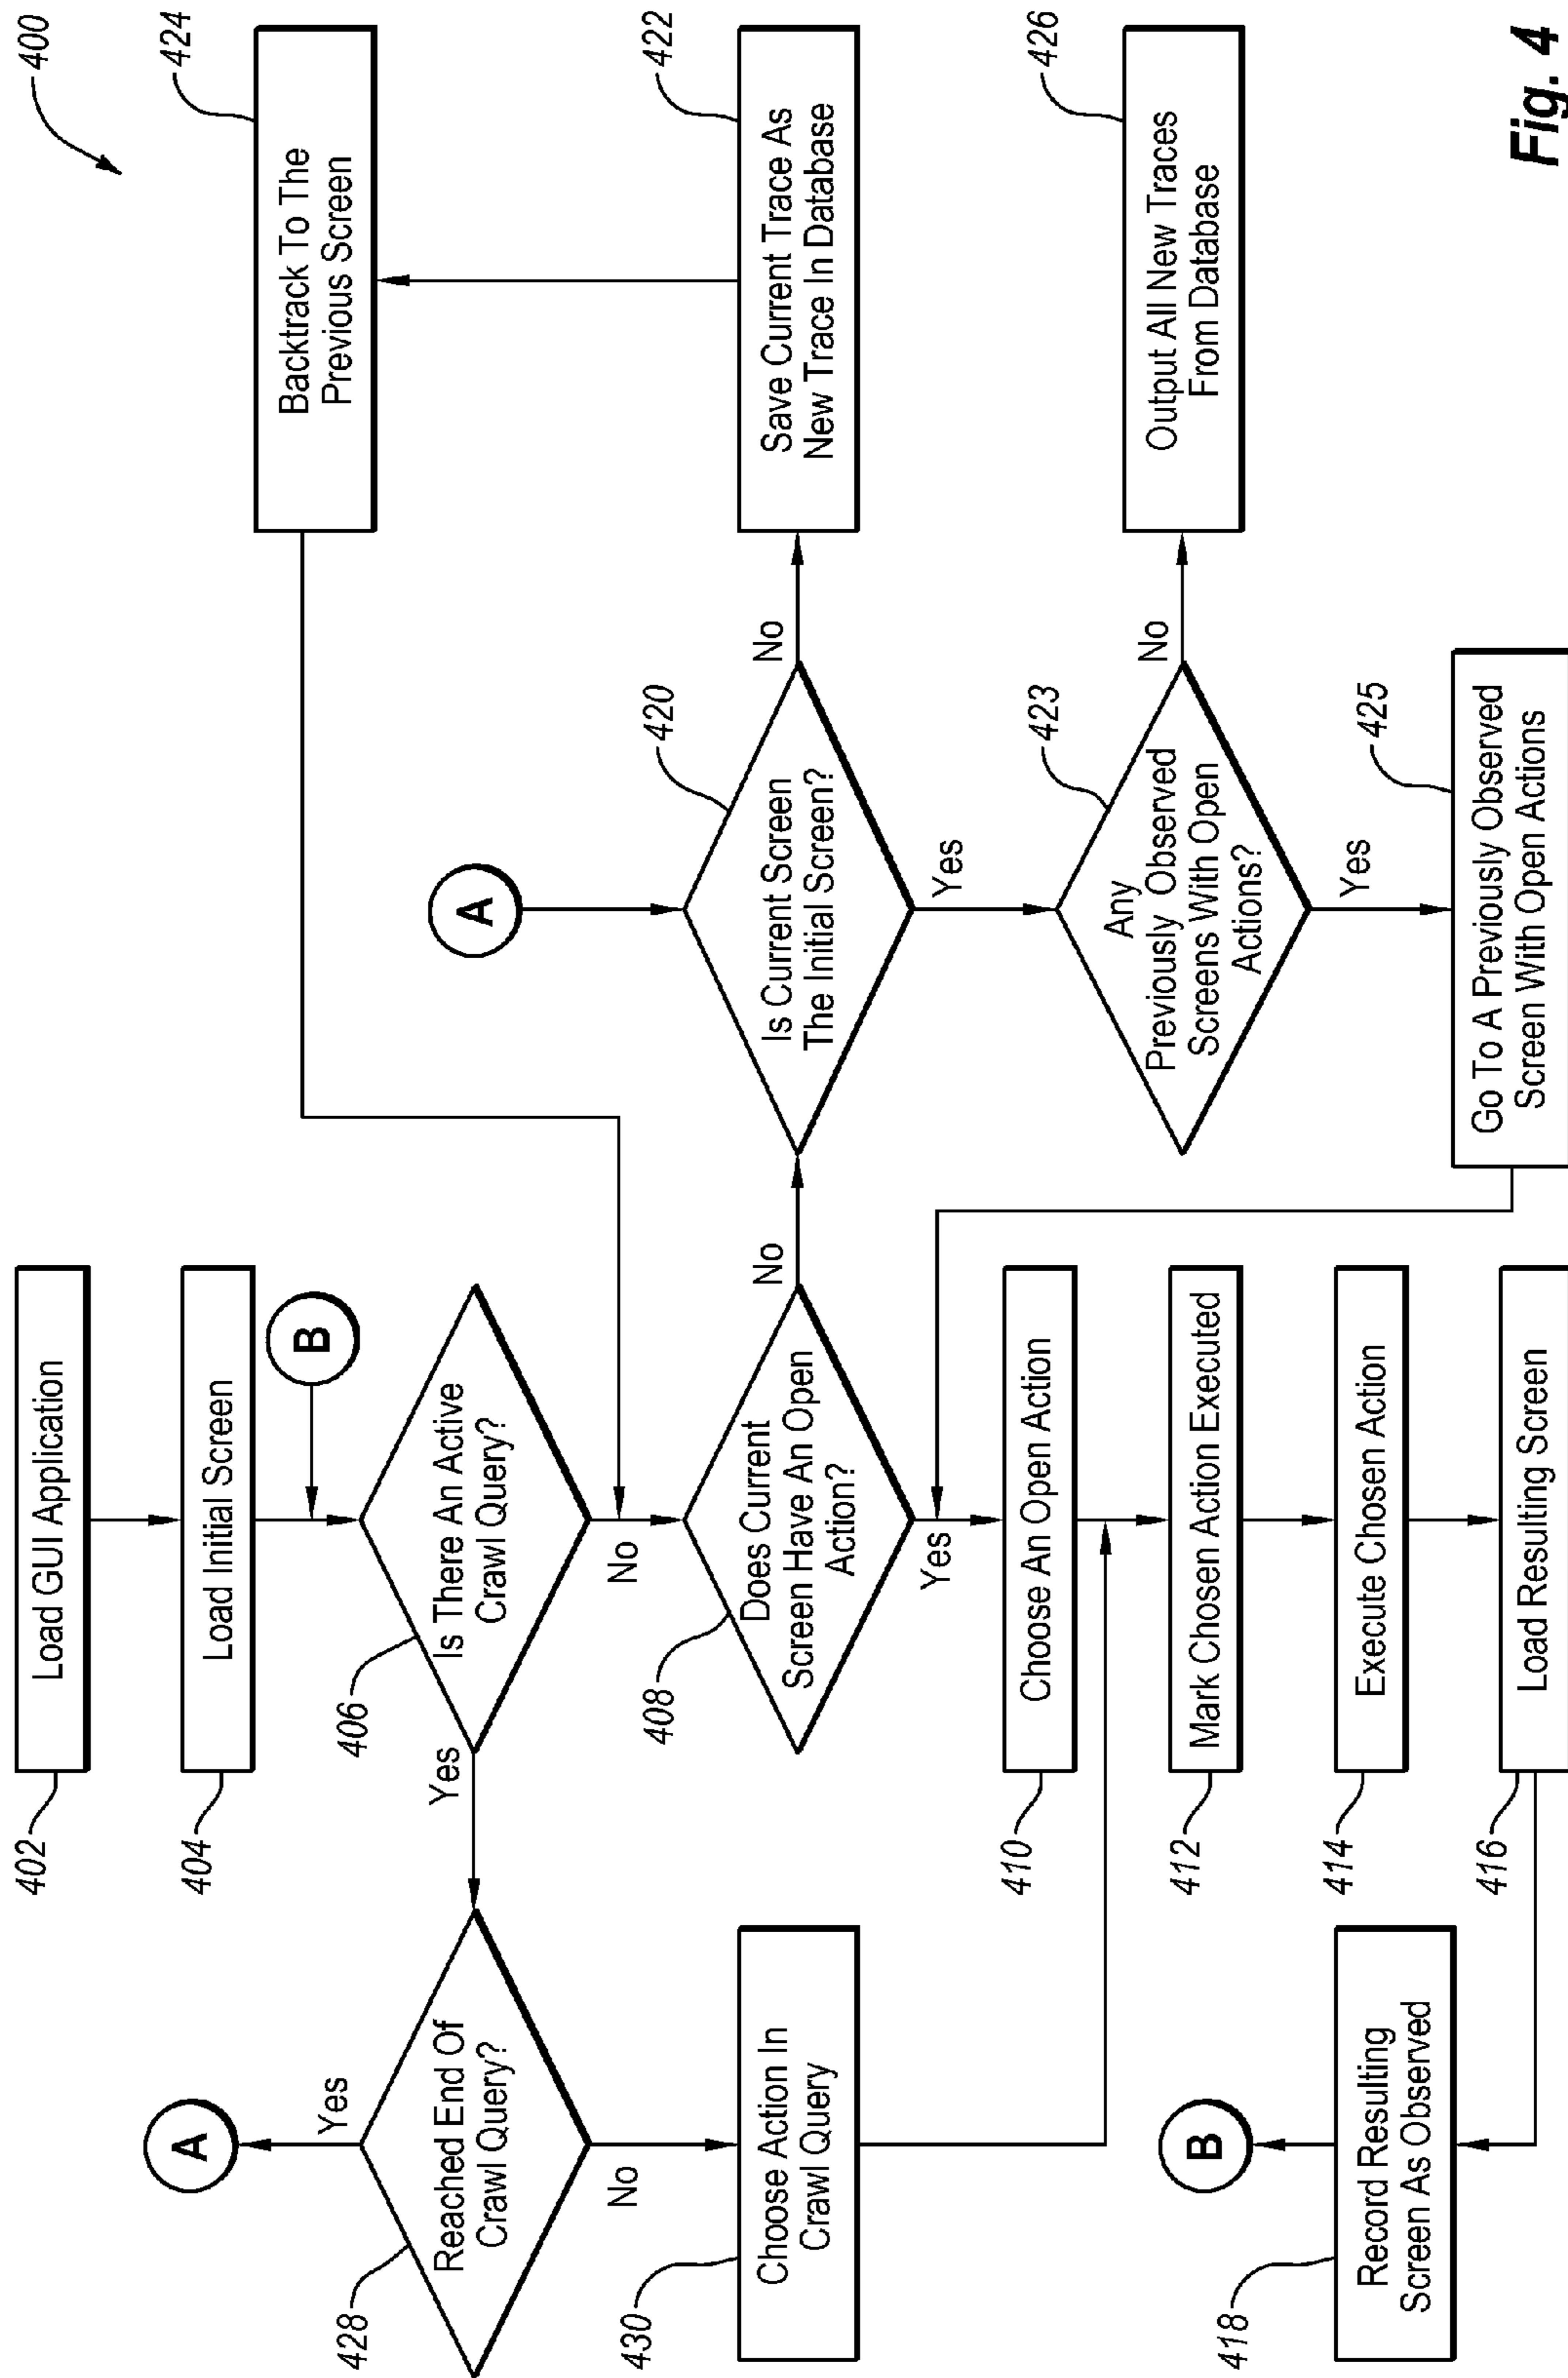 400
402
Load GUI Application
404
Load Initial Screen
B
406
Is There An Active
Crawl Query?
Yes
No
428
Reached End Of
Crawl Query?
Yes
A
No
430
Choose Action In
Crawl Query
408
Does Current
Screen Have An Open
Action?
No
Yes
410
Choose An Open Action
412
Mark Chosen Action Executed
414
Execute Chosen Action
416
Load Resulting Screen
418
Record Resulting
Screen As Observed
B
A
420
Is Current Screen
The Initial Screen?
No
Yes
422
Save Current Trace As
New Trace In Database
424
Backtrack To The
Previous Screen
423
Any
Previously Observed
Screens With Open
Actions?
No
Yes
425
Go To A Previously Observed
Screen With Open Actions
426
Output All New Traces
From Database
Fig. 4